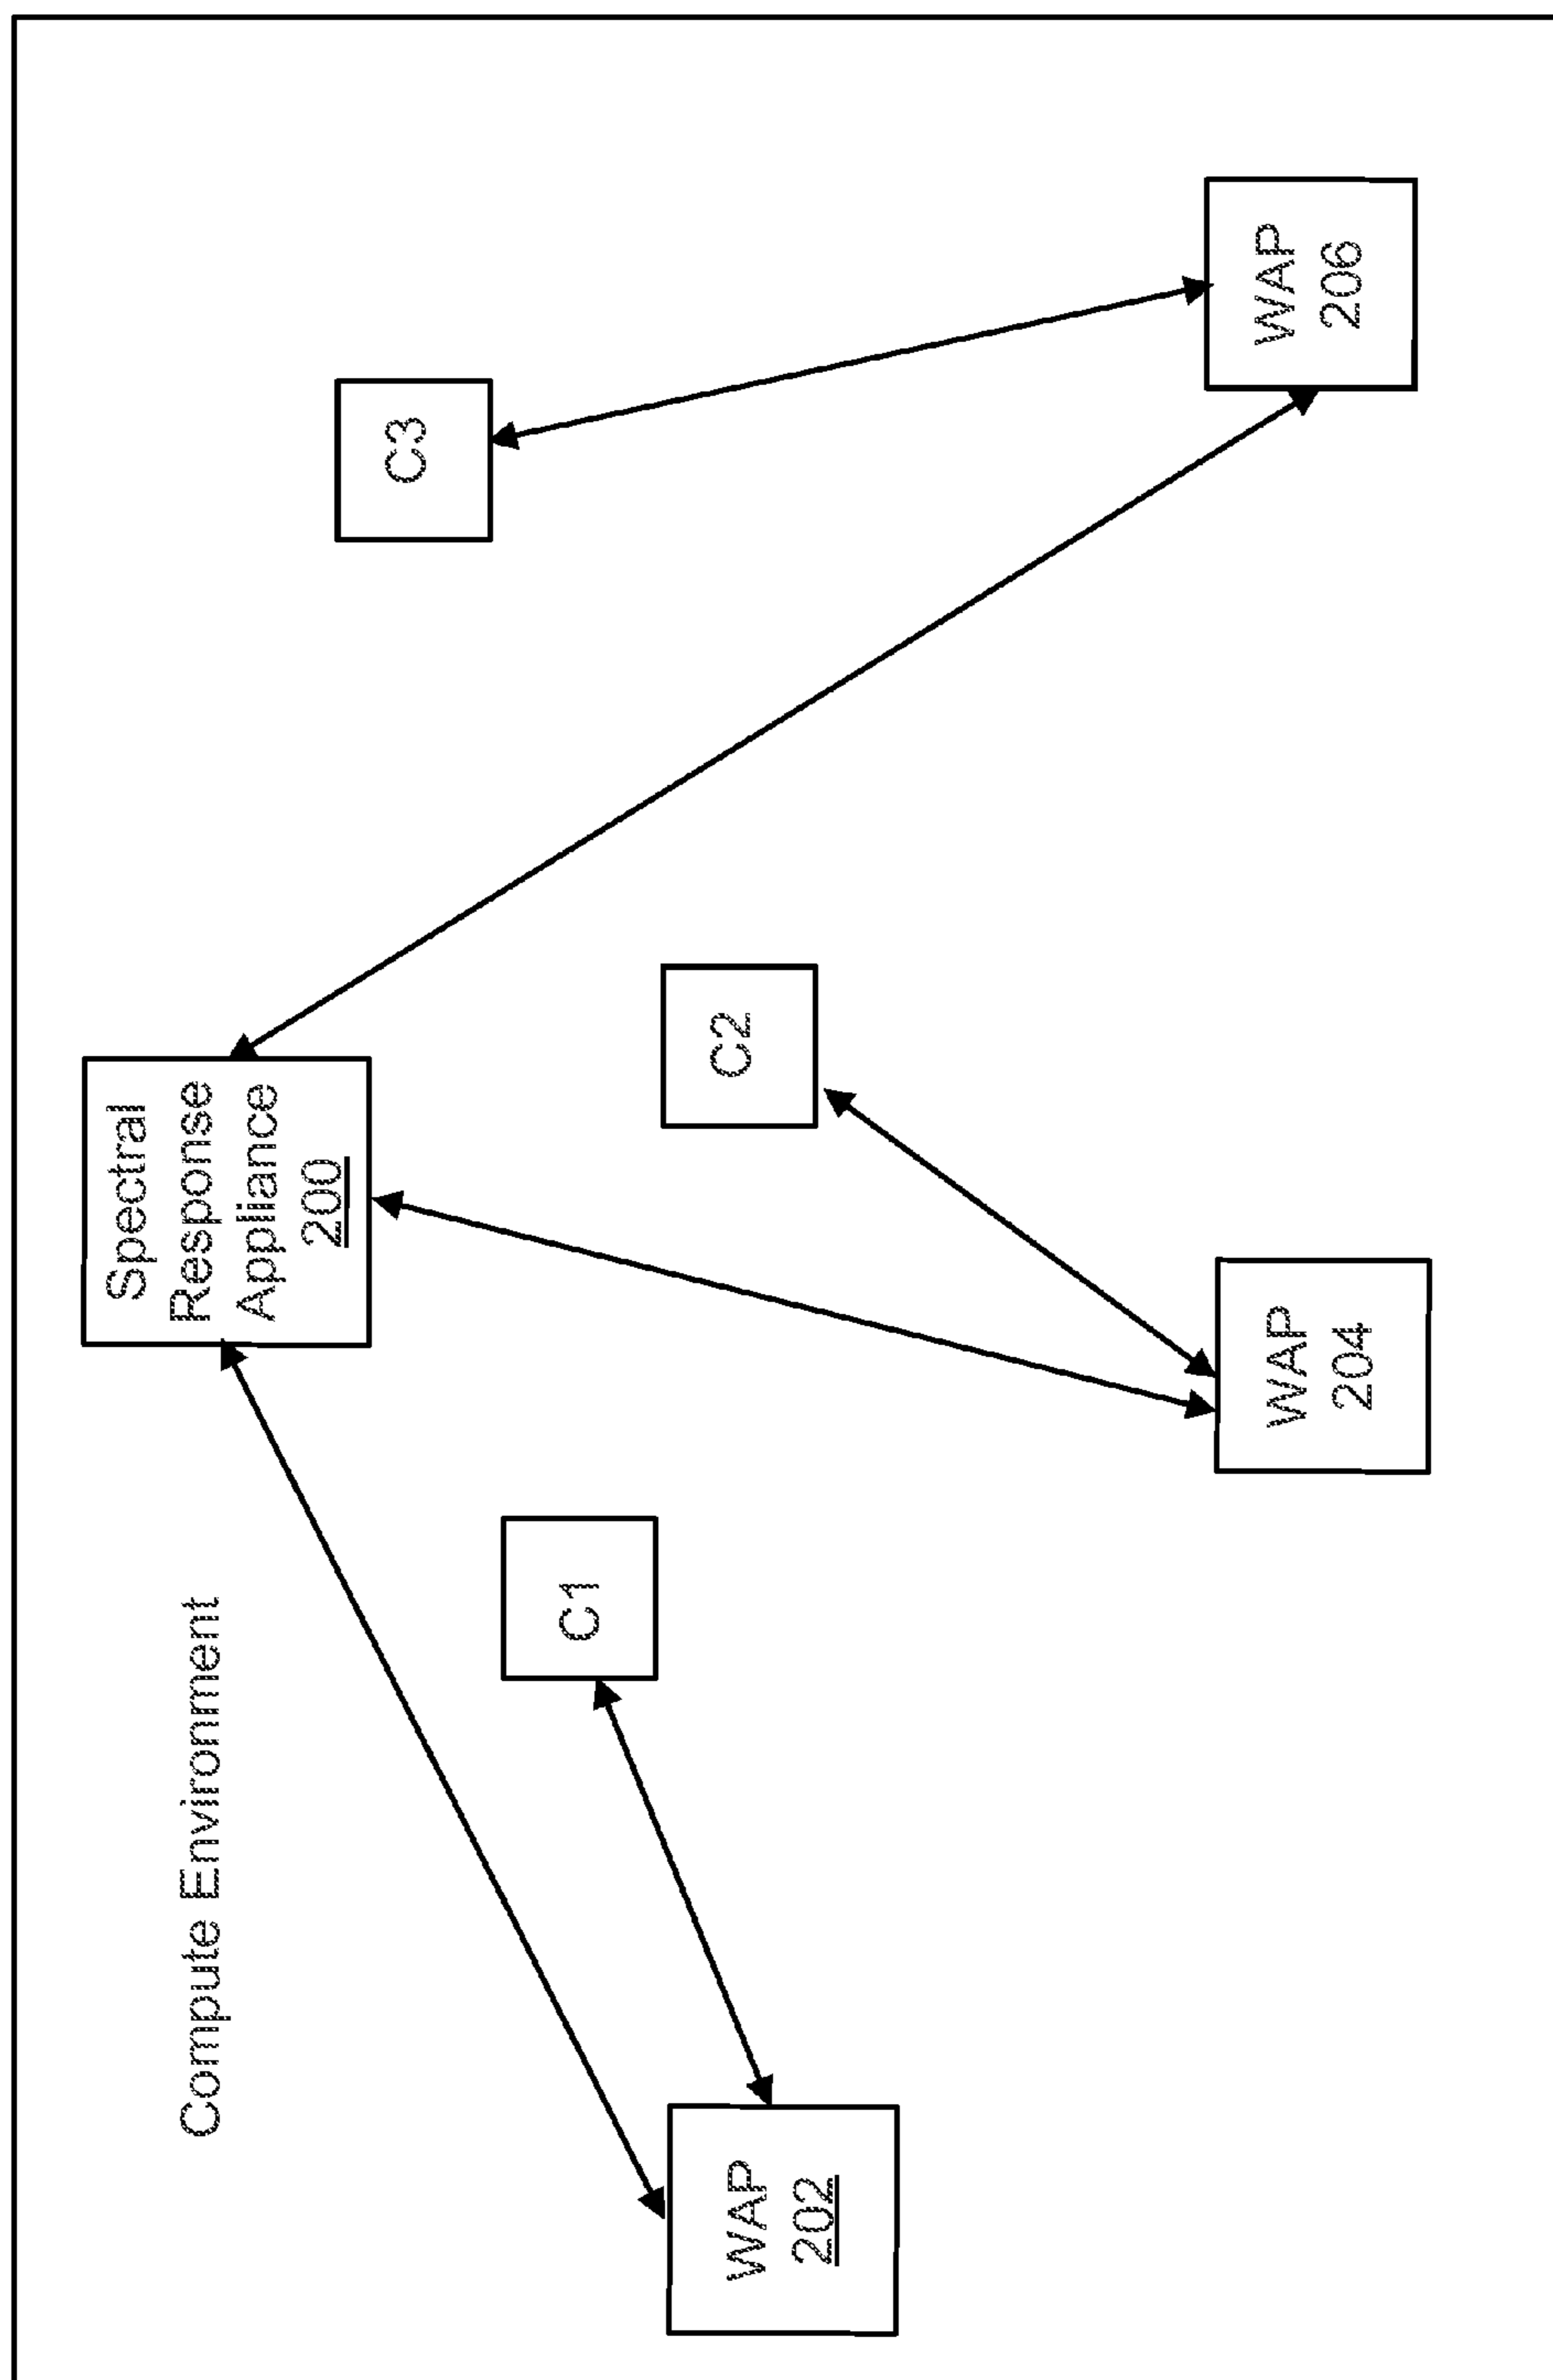 Compute Environment
Spectral
Response
Appliance
200
C1
C2
C3
WAP
202
WAP
204
WAP
206